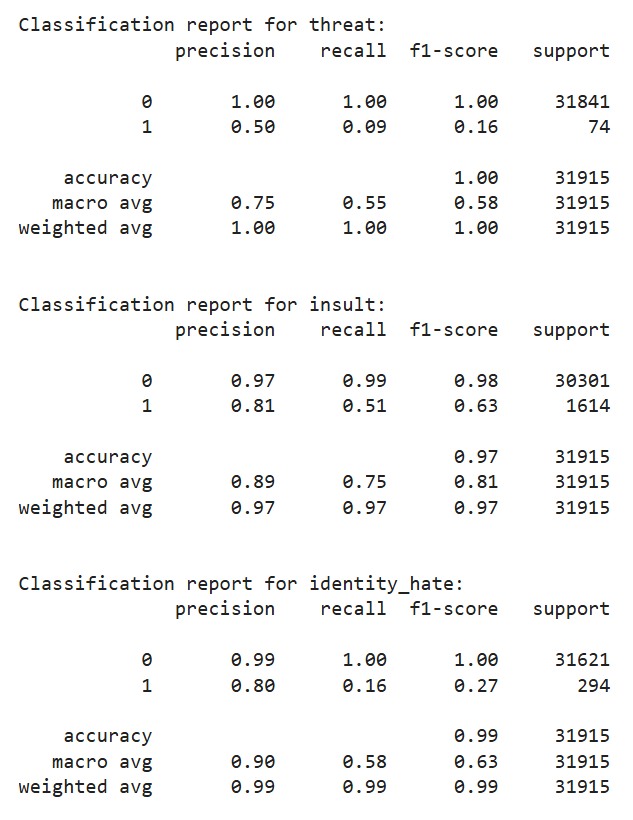 Classification report for threat:
precision recall f1-score support
0 1.00 1.00 1.00 31841
1 0.50 0.09 0.16 74
accuracy 1.00 31915
macro avg 0.75 0.55 0.58 31915
weighted avg 1.00 1.00 1.00 31915
Classification report for insult:
precision recall f1-score support
0 0.97 0.99 0.98 30301
1 0.81 0.51 0.63 1614
accuracy 0.97 31915
macro avg 0.89 0.75 0.81 31915
weighted avg 0.97 0.97 0.97 31915
Classification report for identity_hate:
precision recall f1-score support
0 0.99 1.00 1.00 31621
1 0.80 0.16 0.27 294
accuracy 0.99 31915
macro avg 0.90 0.58 0.63 31915
weighted avg 0.99 0.99 0.99 31915